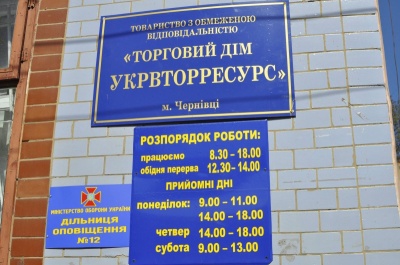 ТОВАРИСТВО З ОБМЕЖЕНОЮ
ВІДПОВІДАЛЬНІСТЮ
«ТОРГОВИЙ ДІМ
УКРВТОРРЕСУРС»
м. Чернівці
РОЗПОРЯДОК РОБОТИ:
працюємо 8.30 – 18.00
обідня перерва 12.30 – 14.00
ПРИЙОМНІ ДНІ
понеділок: 9.00 – 11.00
14.00 – 18.00
четвер 14.00 – 18.00
субота 9.00 – 13.00
МІНІСТЕРСТВО ОБОРОНИ УКРАЇНИ
ДІЛЬНИЦЯ
ОПОВІЩЕННЯ
№12